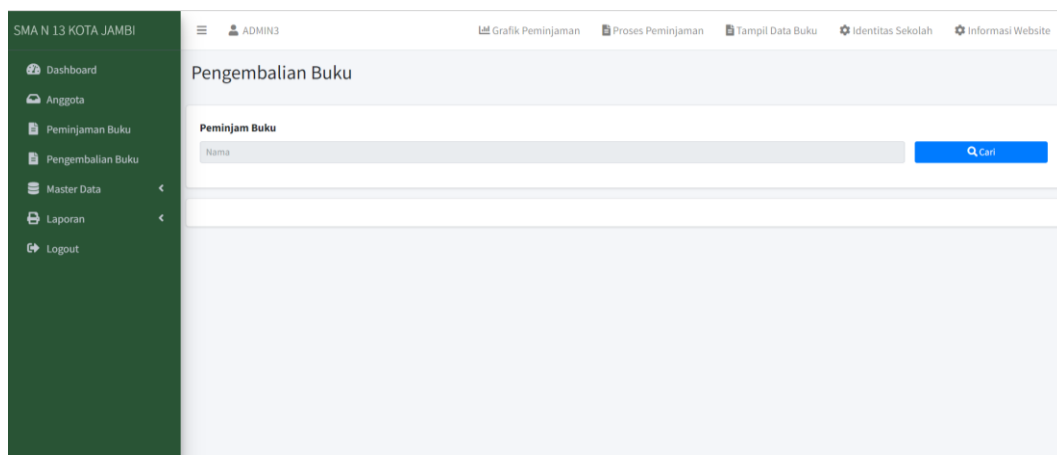 SMA N 13 KOTA JAMBI
ADMIN3
Grafik Peminjaman
Proses Peminjaman
Tampil Data Buku
Identitas Sekolah
Informasi Website
Dashboard
Anggota
Peminjaman Buku
Pengembalian Buku
Master Data
Laporan
Logout
Pengembalian Buku
Peminjam Buku
Nama
Cari